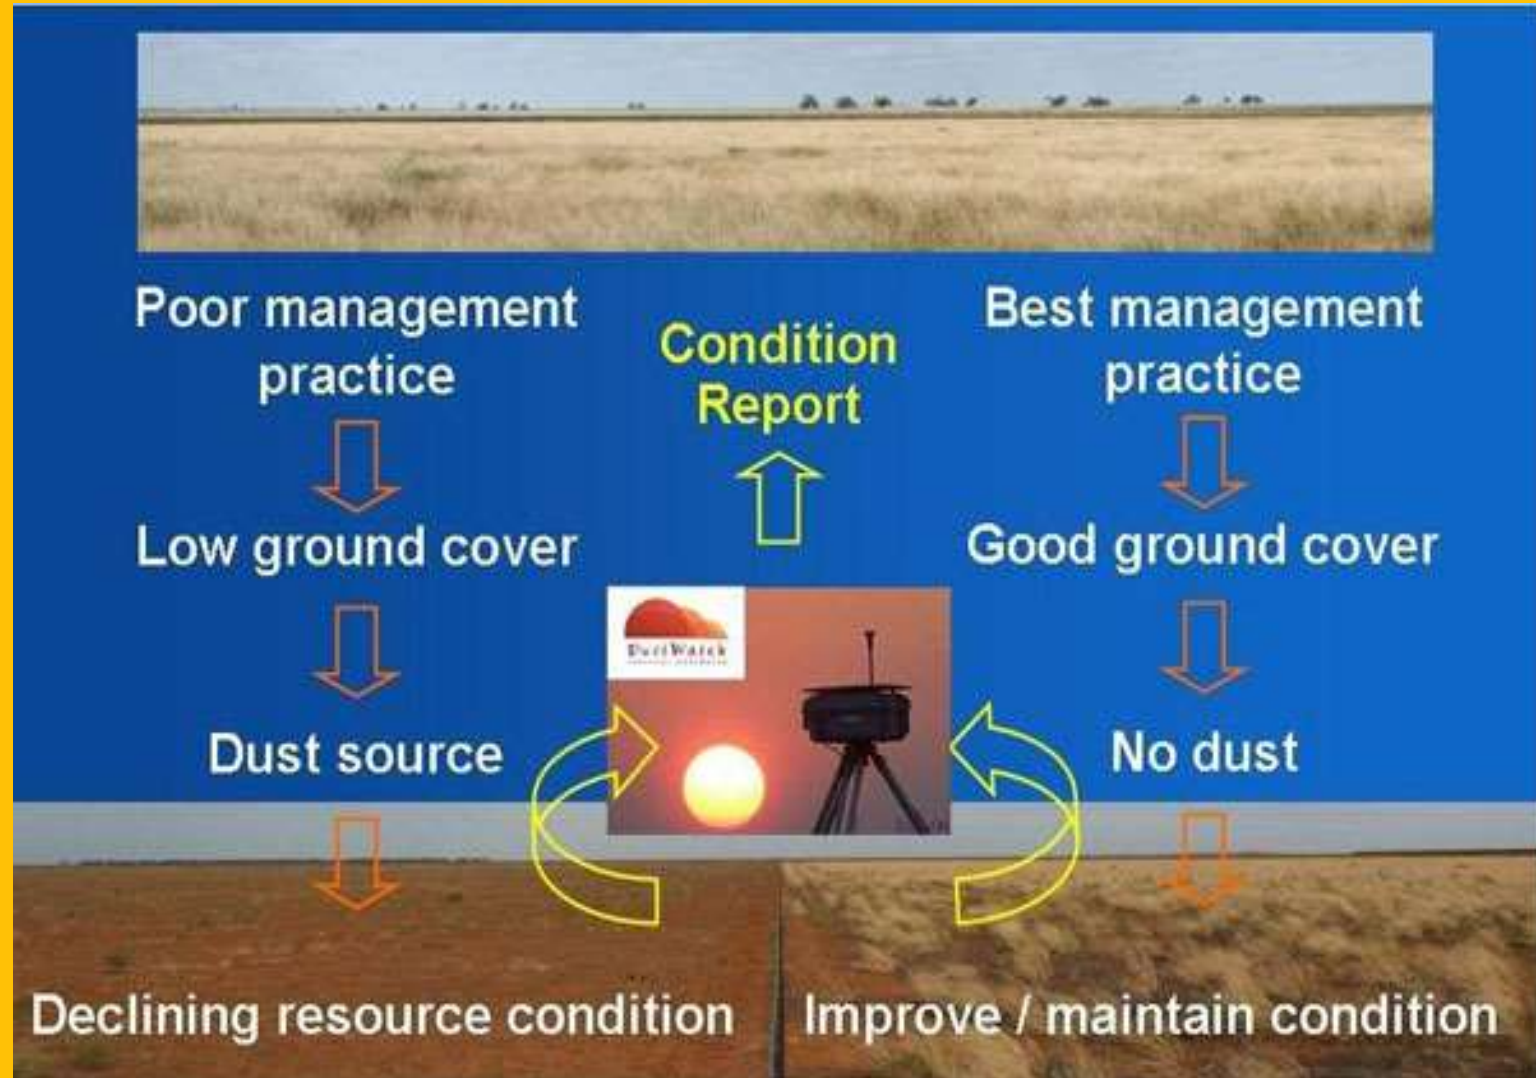 Poor management
practice
Low ground cover
Dust source
Declining resource condition
Condition
Report
DustWatch
Best management
practice
Good ground cover
No dust
Improve / maintain condition